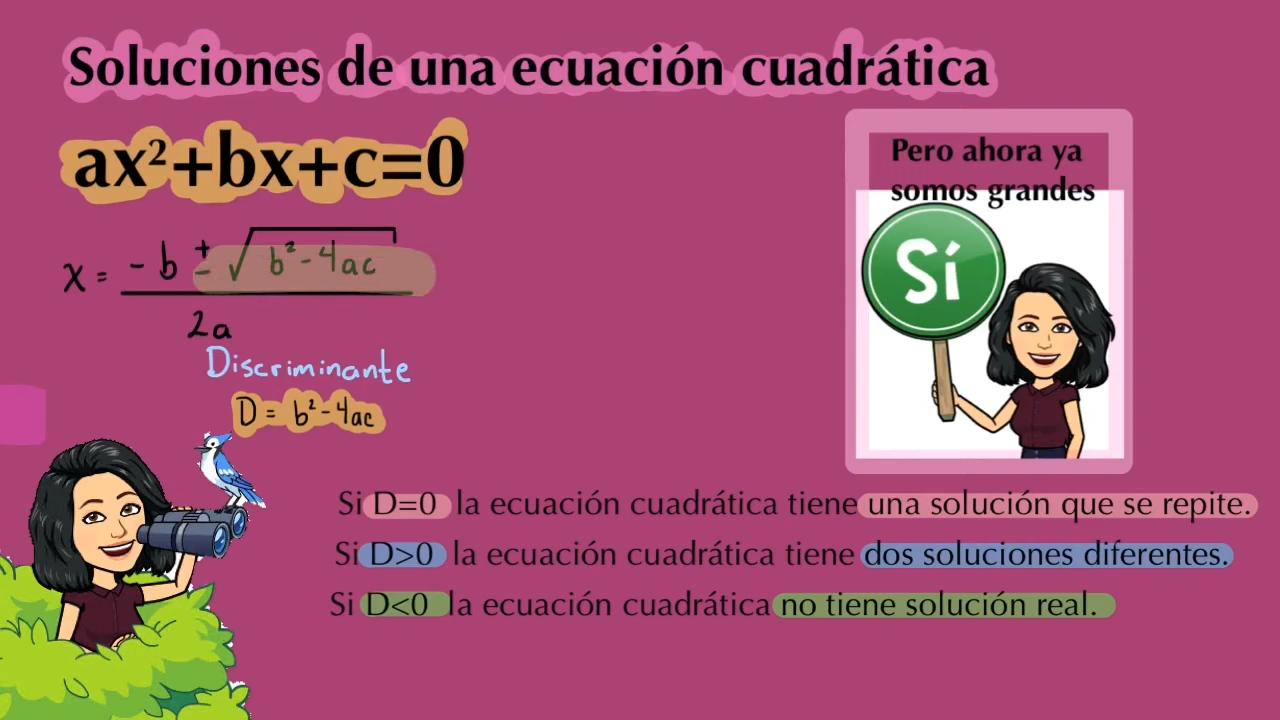 Soluciones de una ecuación cuadrática
ax²+bx+c=0
Pero ahora ya
somos grandes
Sí
x = -b ± √b²-4ac
2a
Discriminante
D = b²-4ac
Si D=0 la ecuación cuadrática tiene una solución que se repite.
Si D>0 la ecuación cuadrática tiene dos soluciones diferentes.
Si D<0 la ecuación cuadrática no tiene solución real.